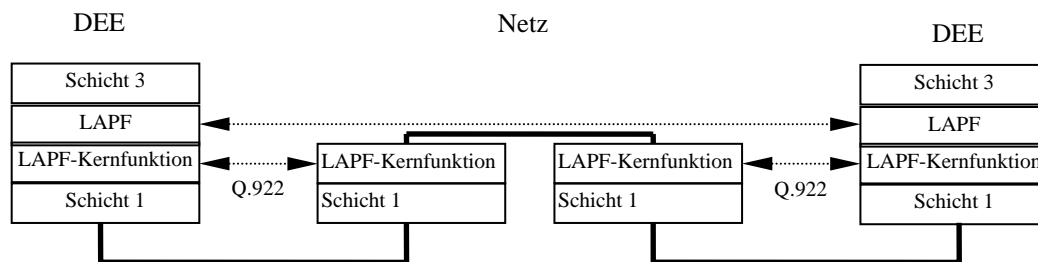 DEE
Netz
DEE
Schicht 3
LAPF
LAPF-Kernfunktion
Schicht 1
Q.922
LAPF-Kernfunktion
Schicht 1
LAPF-Kernfunktion
Schicht 1
Q.922
Schicht 3
LAPF
LAPF-Kernfunktion
Schicht 1